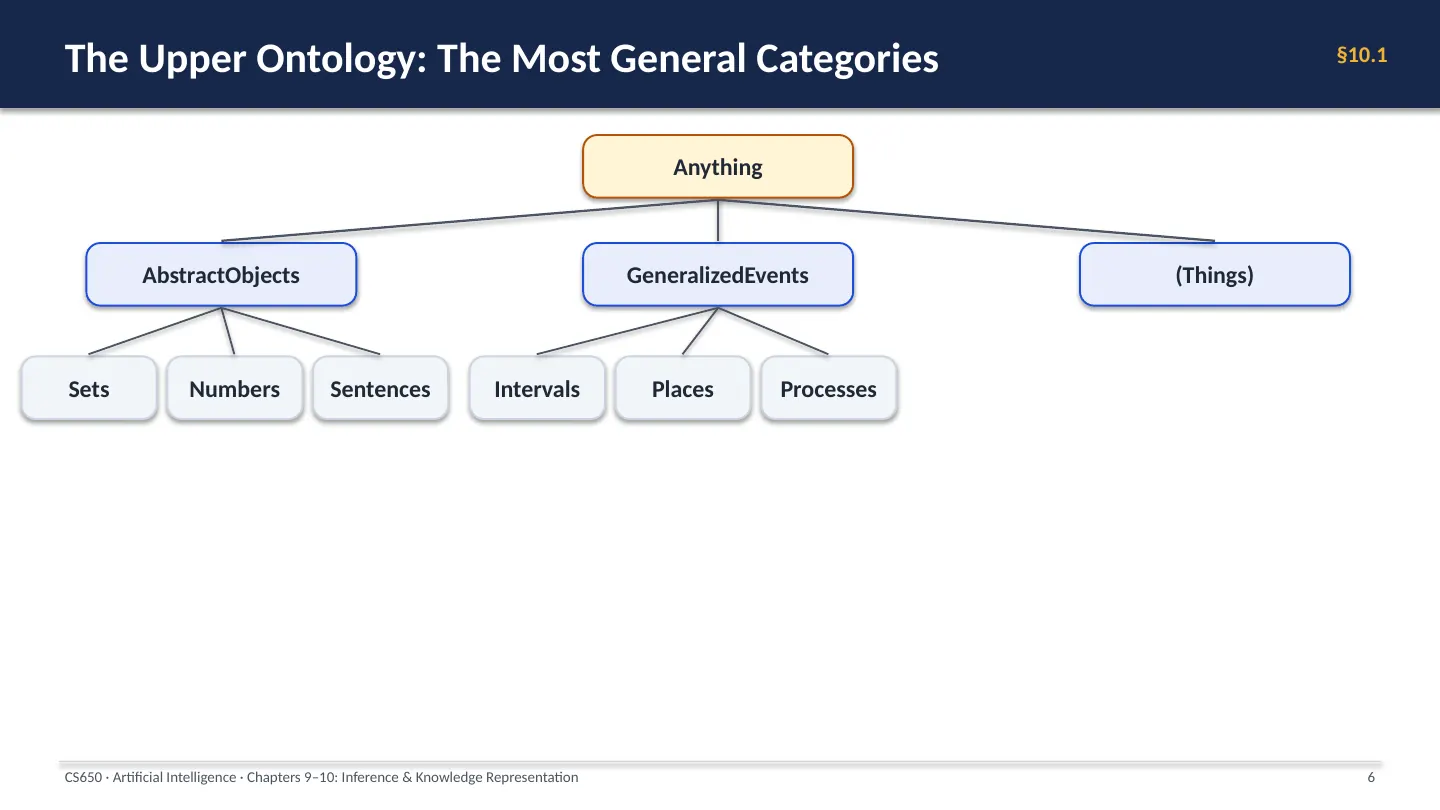 The Upper Ontology: The Most General Categories
§10.1
Anything
AbstractObjects
GeneralizedEvents
(Things)
Sets
Numbers
Sentences
Intervals
Places
Processes
CS650 · Artificial Intelligence · Chapters 9–10: Inference & Knowledge Representation
6